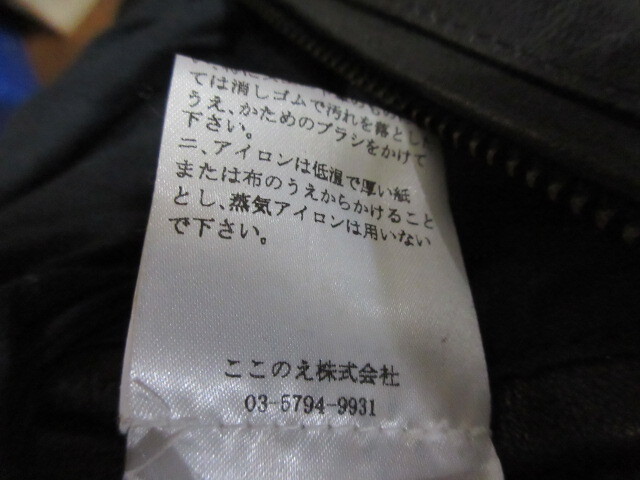 ては消しゴムで汚れを落とした
うえ、かためのブラシをかけて
下さい。
ニ、アイロンは低温で厚い紙
または布のうえからかけること
とし、蒸気アイロンは用いない
で下さい。
ここのえ株式会社
03-5794-9931